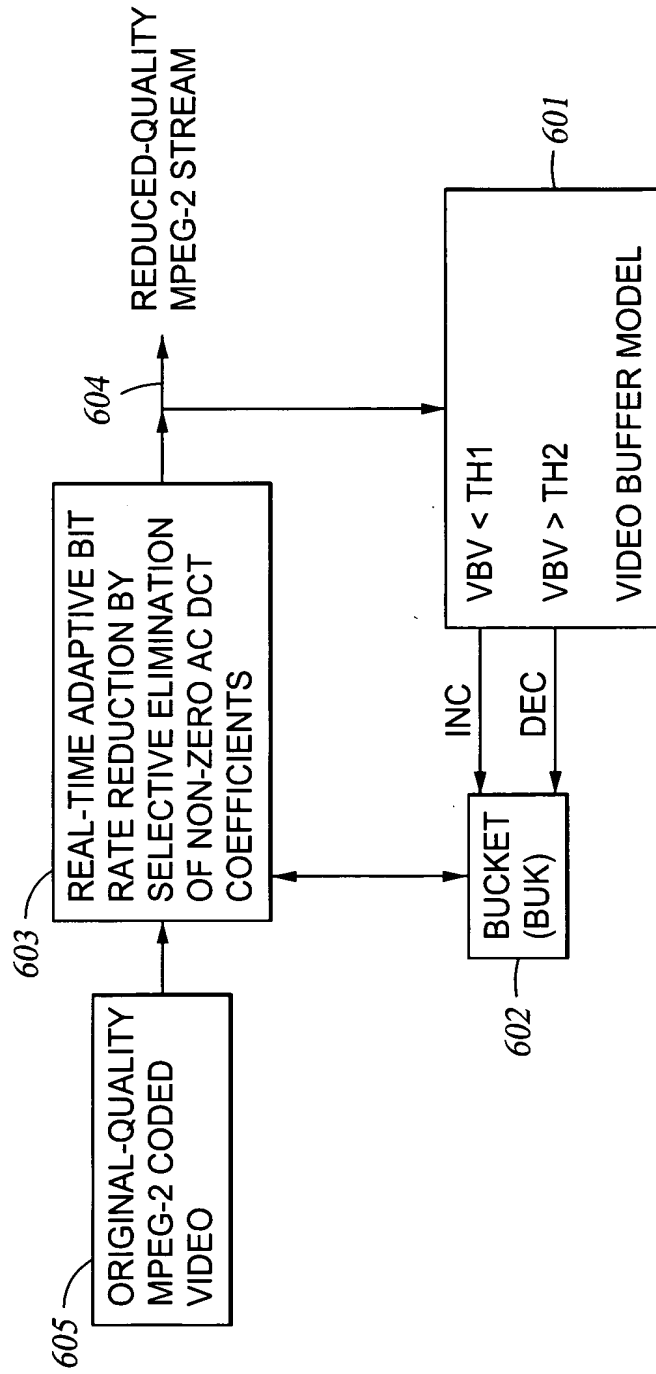 605
ORIGINAL-QUALITY
MPEG-2 CODED
VIDEO
603
REAL-TIME ADAPTIVE BIT
RATE REDUCTION BY
SELECTIVE ELIMINATION
OF NON-ZERO AC DCT
COEFFICIENTS
604
REDUCED-QUALITY
MPEG-2 STREAM
602
BUCKET
(BUK)
INC
DEC
601
VBV < TH1
VBV > TH2
VIDEO BUFFER MODEL